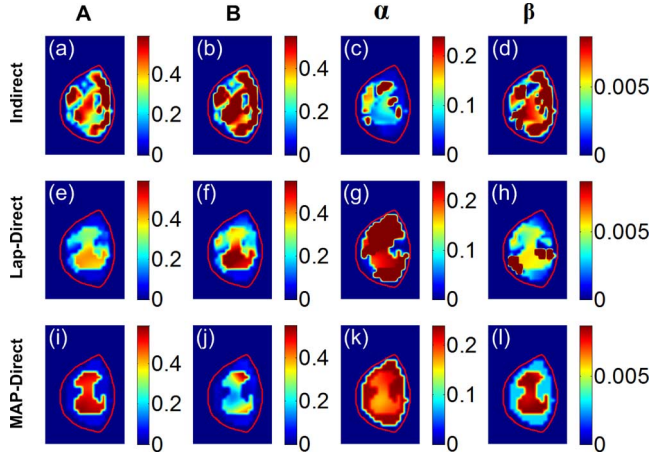 A B α β
Indirect
(a) (b) (c) (d)
0.4 0.4 0.2 0.005
0.2 0.2 0.1
0 0 0 0
Lap-Direct
(e) (f) (g) (h)
0.4 0.4 0.2 0.005
0.2 0.2 0.1
0 0 0 0
MAP-Direct
(i) (j) (k) (l)
0.4 0.4 0.2 0.005
0.2 0.2 0.1
0 0 0 0